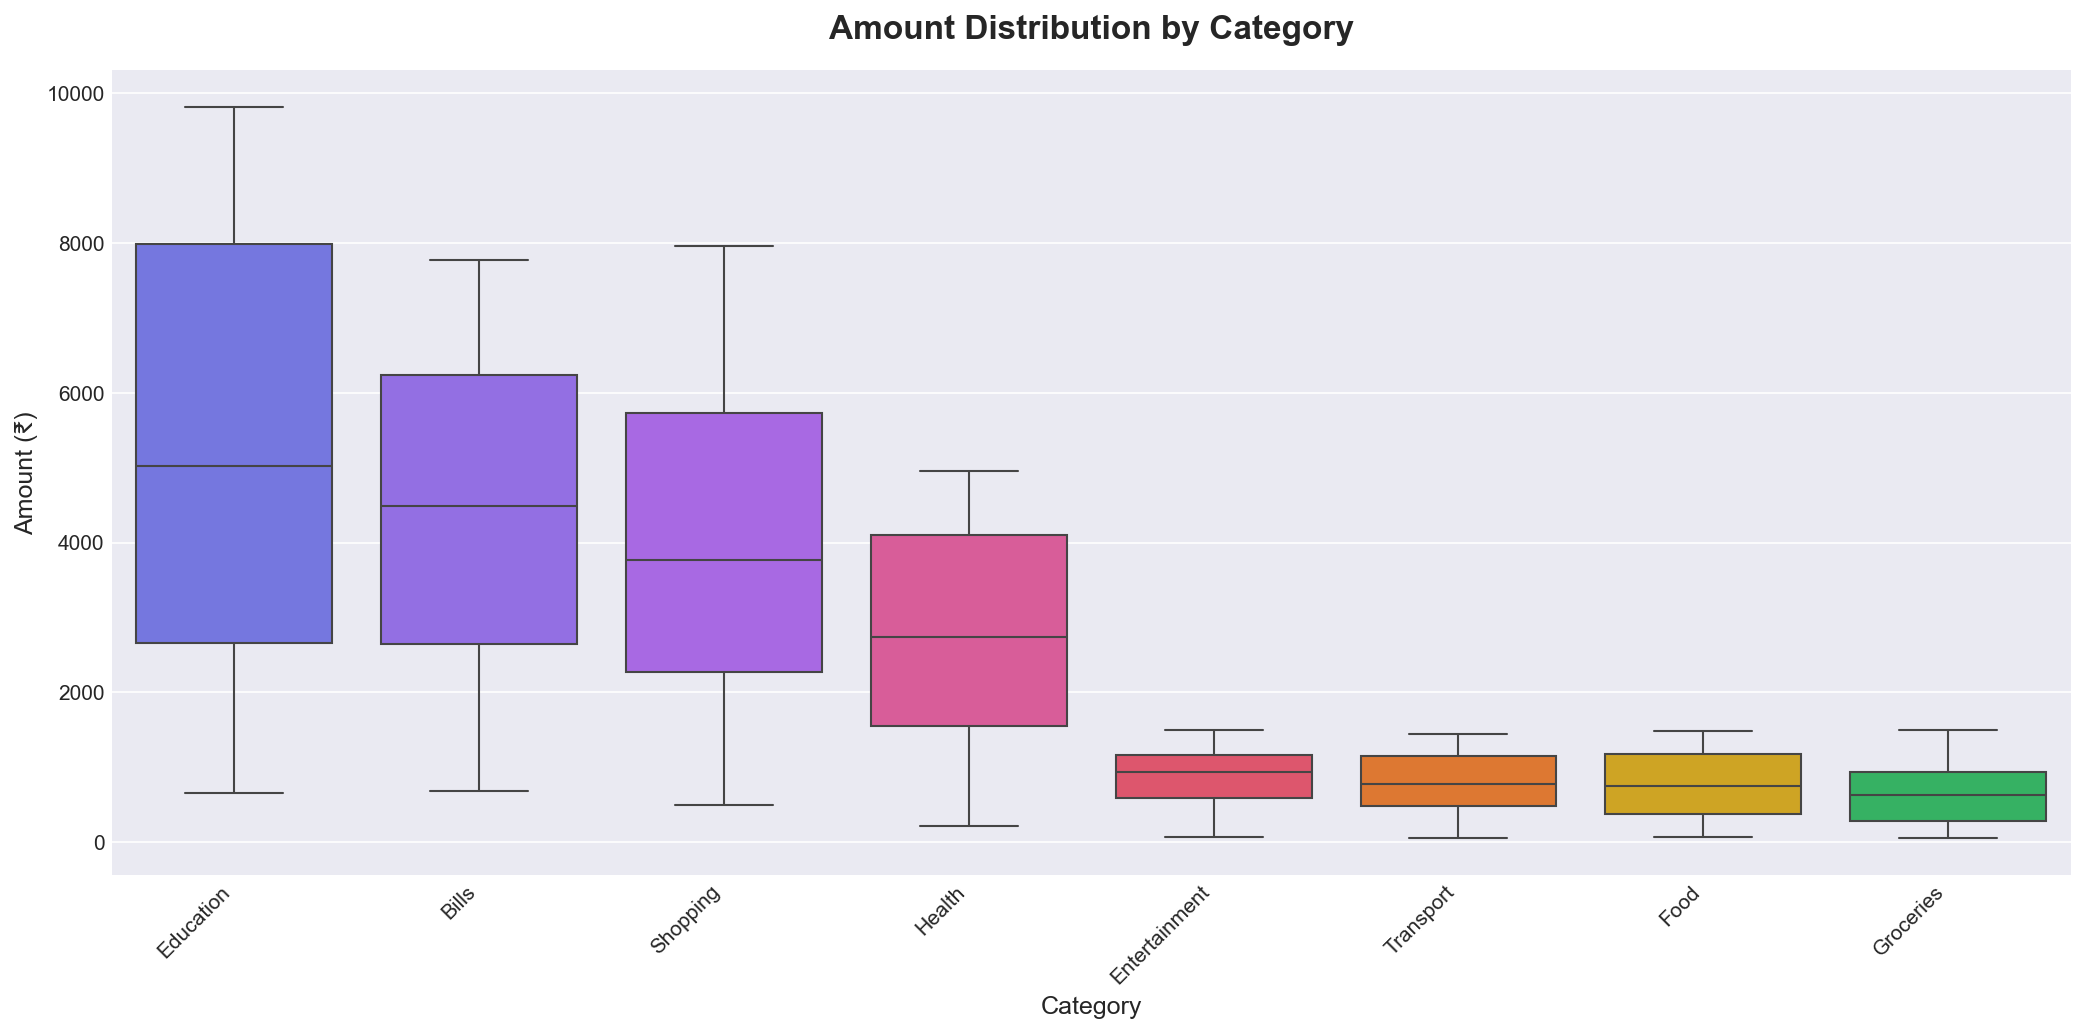 Amount Distribution by Category
Amount (₹)
10000
8000
6000
4000
2000
0
Education
Bills
Shopping
Health
Entertainment
Transport
Food
Groceries
Category